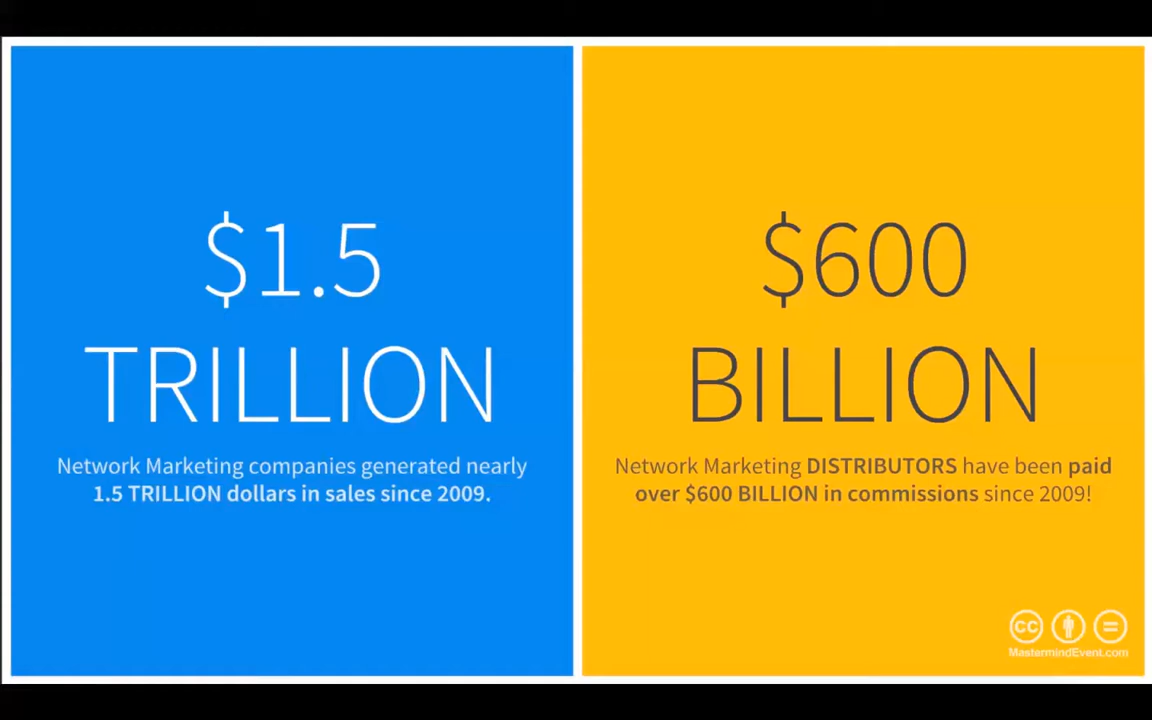 $1.5
TRILLION
Network Marketing companies generated nearly
1.5 TRILLION dollars in sales since 2009.
$600
BILLION
Network Marketing DISTRIBUTORS have been paid
over $600 BILLION in commissions since 2009!
cc
=
MastermindEvent.com